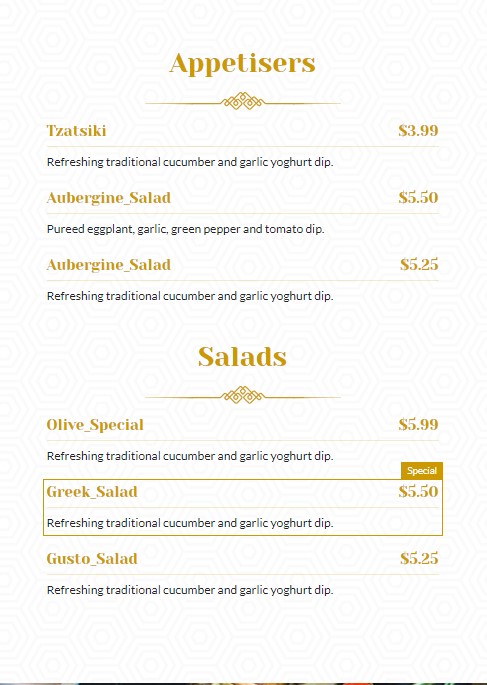 Appetisers
Tzatsiki $3.99
Refreshing traditional cucumber and garlic yoghurt dip.
Aubergine_Salad $5.50
Pureed eggplant, garlic, green pepper and tomato dip.
Aubergine_Salad $5.25
Refreshing traditional cucumber and garlic yoghurt dip.
Salads
Olive_Special $5.99
Refreshing traditional cucumber and garlic yoghurt dip.
Special
Greek_Salad $5.50
Refreshing traditional cucumber and garlic yoghurt dip.
Gusto_Salad $5.25
Refreshing traditional cucumber and garlic yoghurt dip.